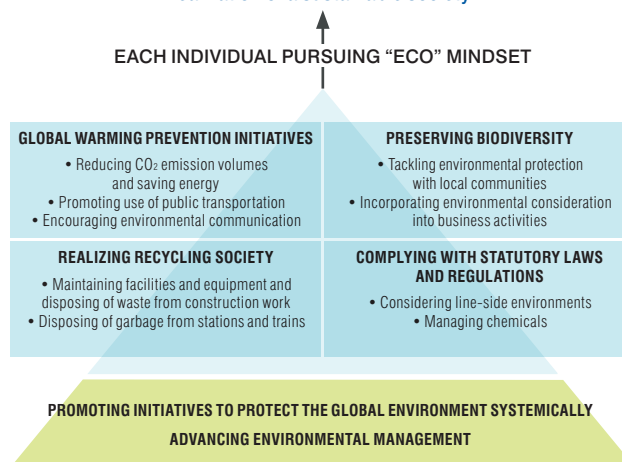 EACH INDIVIDUAL PURSUING “ECO” MINDSET
GLOBAL WARMING PREVENTION INITIATIVES
• Reducing CO₂ emission volumes
and saving energy
• Promoting use of public transportation
• Encouraging environmental communication
PRESERVING BIODIVERSITY
• Tackling environmental protection
with local communities
• Incorporating environmental consideration
into business activities
REALIZING RECYCLING SOCIETY
• Maintaining facilities and equipment and
disposing of waste from construction work
• Disposing of garbage from stations and trains
COMPLYING WITH STATUTORY LAWS
AND REGULATIONS
• Considering line-side environments
• Managing chemicals
PROMOTING INITIATIVES TO PROTECT THE GLOBAL ENVIRONMENT SYSTEMICALLY
ADVANCING ENVIRONMENTAL MANAGEMENT